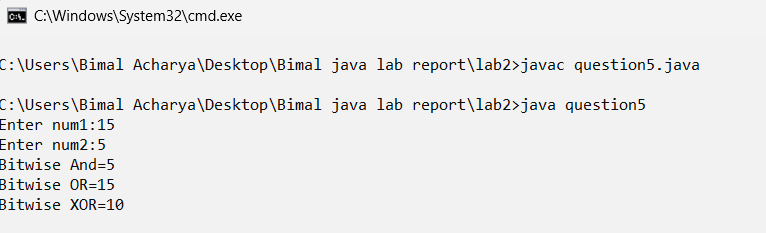 C:\Windows\System32\cmd.exe
C:\Users\Bimal Acharya\Desktop\Bimal java lab report\lab2>javac question5.java
C:\Users\Bimal Acharya\Desktop\Bimal java lab report\lab2>java question5
Enter num1:15
Enter num2:5
Bitwise And=5
Bitwise OR=15
Bitwise XOR=10